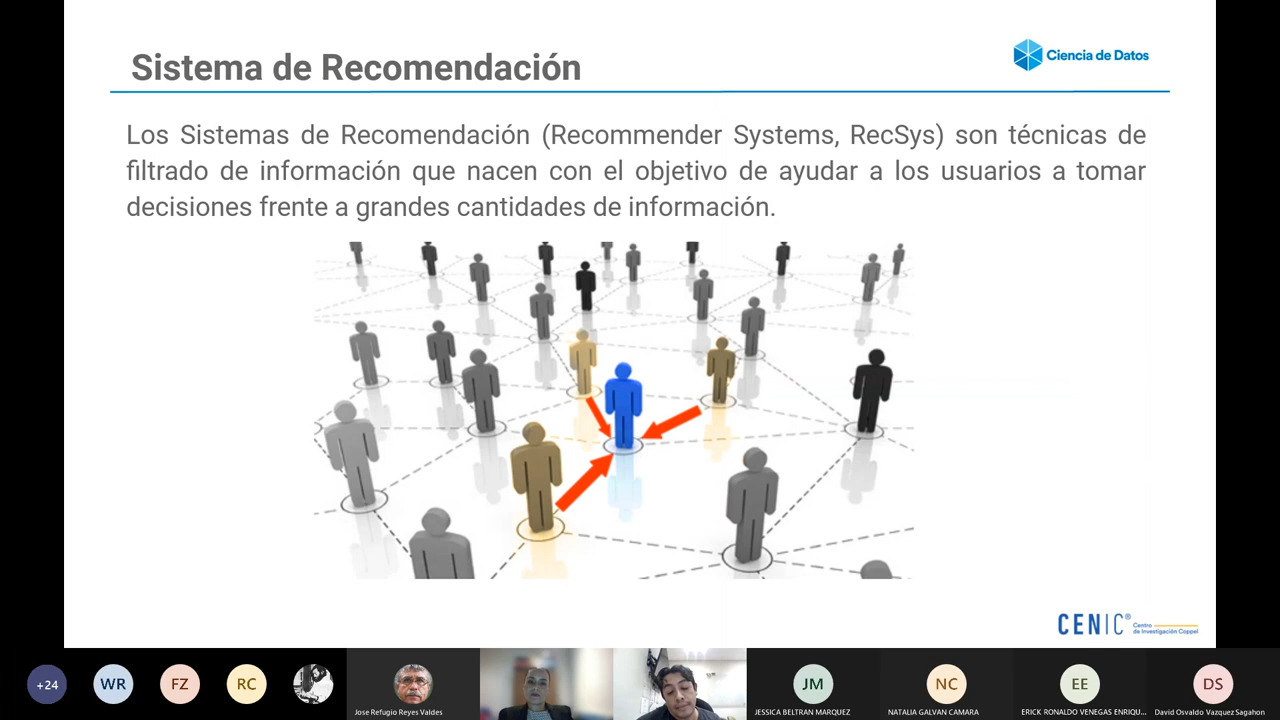 Sistema de Recomendación
Ciencia de Datos
Los Sistemas de Recomendación (Recommender Systems, RecSys) son técnicas de
filtrado de información que nacen con el objetivo de ayudar a los usuarios a tomar
decisiones frente a grandes cantidades de información.
CENIC®
Centro
de Investigación Coppel
+24
WR
FZ
RC
Jose Refugio Reyes Valdes
JM
JESSICA BELTRAN MARQUEZ
NC
NATALIA GALVAN CAMARA
EE
ERICK RONALDO VENEGAS ENRIQU...
DS
David Osvaldo Vazquez Sagahon